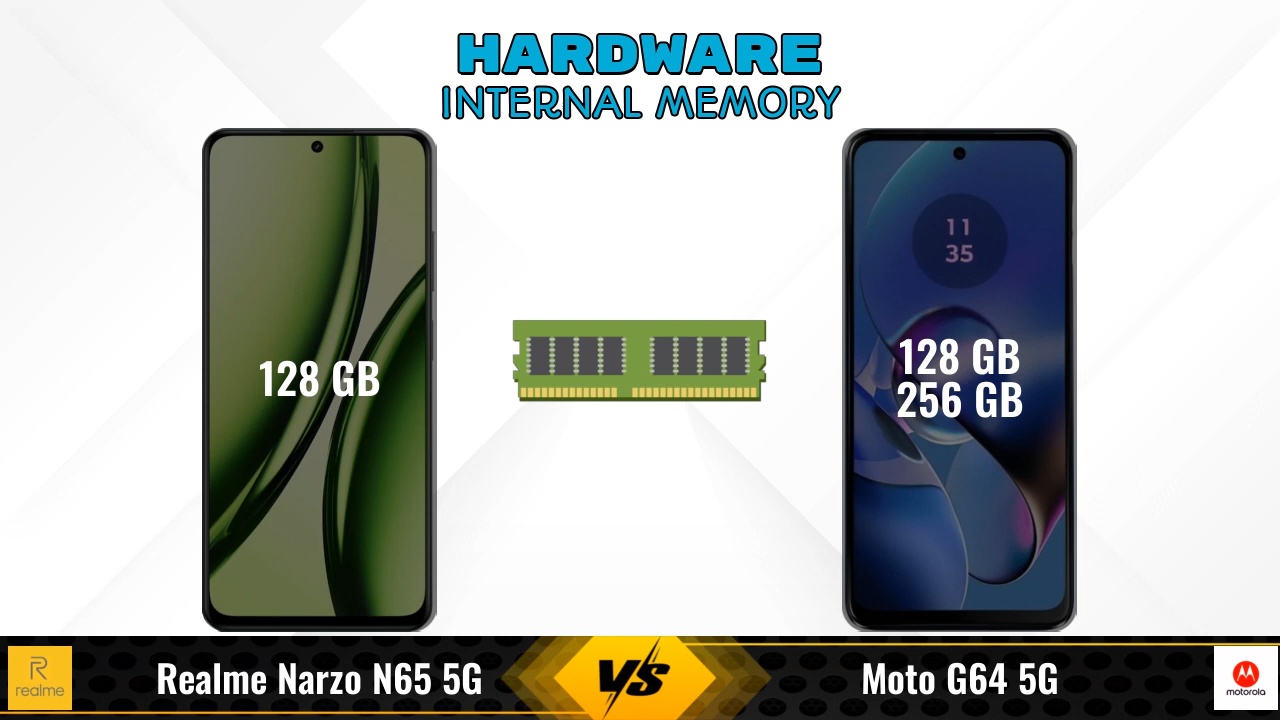 HARDWARE
INTERNAL MEMORY
11
35
128 GB
128 GB
256 GB
realme
Realme Narzo N65 5G
VS
Moto G64 5G
motorola